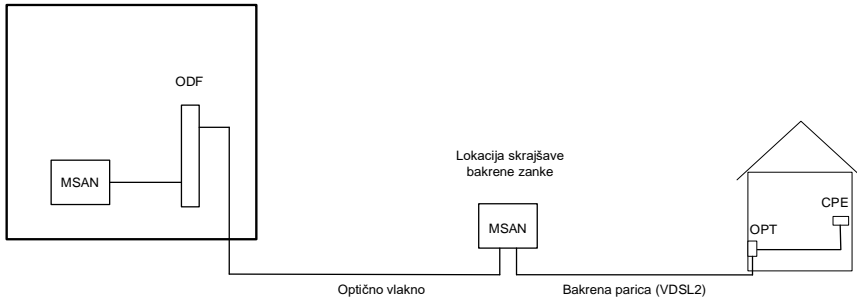 ODF
MSAN
Lokacija skrajšave
bakrene zanke
MSAN
CPE
OPT
Optično vlakno
Bakrena parica (VDSL2)